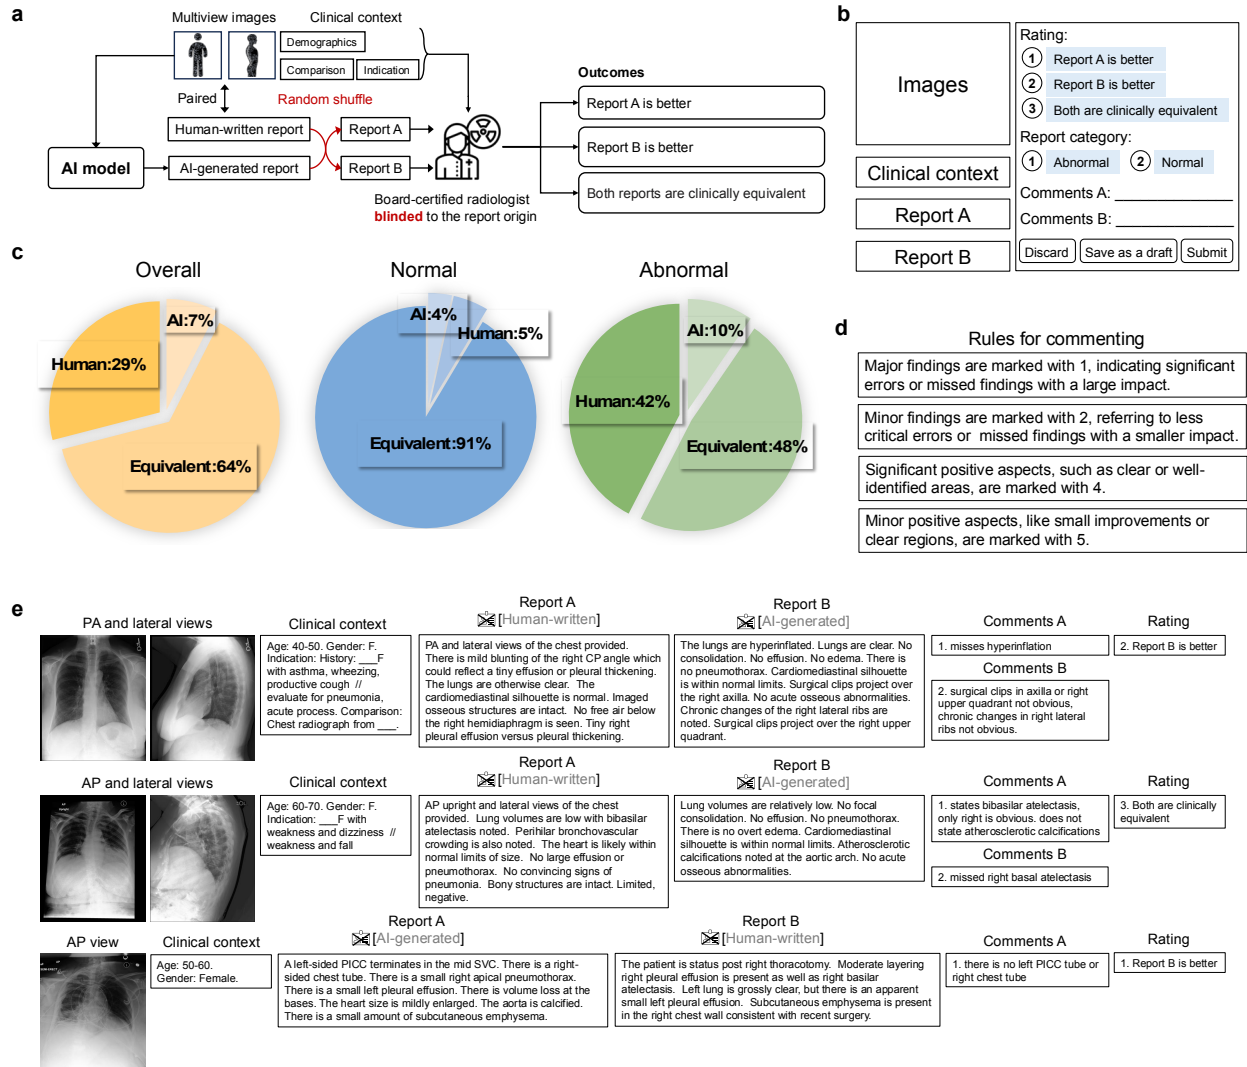 a
Multiview images
Clinical context
Demographics
Comparison
Indication
Paired
Random shuffle
Human-written report
Report A
AI model
AI-generated report
Report B
Board-certified radiologist
blinded to the report origin
Outcomes
Report A is better
Report B is better
Both reports are clinically equivalent
b
Images
Clinical context
Report A
Report B
Rating:
1 Report A is better
2 Report B is better
3 Both are clinically equivalent
Report category:
1 Abnormal 2 Normal
Comments A: _______________
Comments B: _______________
Discard Save as a draft Submit
c
Overall
AI:7%
Human:29%
Equivalent:64%
Normal
AI:4%
Human:5%
Equivalent:91%
Abnormal
AI:10%
Human:42%
Equivalent:48%
d
Rules for commenting
Major findings are marked with 1, indicating significant
errors or missed findings with a large impact.
Minor findings are marked with 2, referring to less
critical errors or missed findings with a smaller impact.
Significant positive aspects, such as clear or well-
identified areas, are marked with 4.
Minor positive aspects, like small improvements or
clear regions, are marked with 5.
e
PA and lateral views
Clinical context
Age: 40-50. Gender: F.
Indication: History: ___F
with asthma, wheezing,
productive cough //
evaluate for pneumonia,
acute process. Comparison:
Chest radiograph from ___.
Report A
[Human-written]
PA and lateral views of the chest provided.
There is mild blunting of the right CP angle which
could reflect a tiny effusion or pleural thickening.
The lungs are otherwise clear. The
cardiomediastinal silhouette is normal. Imaged
osseous structures are intact. No free air below
the right hemidiaphragm is seen. Tiny right
pleural effusion versus pleural thickening.
Report B
[AI-generated]
The lungs are hyperinflated. Lungs are clear. No
consolidation. No effusion. No edema. There is
no pneumothorax. Cardiomediastinal silhouette
is within normal limits. Surgical clips project over
the right axilla. No acute osseous abnormalities.
Chronic changes of the right lateral ribs are
noted. Surgical clips project over the right upper
quadrant.
Comments A
1. misses hyperinflation
Comments B
2. surgical clips in axilla or right
upper quadrant not obvious,
chronic changes in right lateral
ribs not obvious.
Rating
2. Report B is better
AP and lateral views
Clinical context
Age: 60-70. Gender: F.
Indication: ___F with
weakness and dizziness //
weakness and fall
Report A
[Human-written]
AP upright and lateral views of the chest
provided. Lung volumes are low with bibasilar
atelectasis noted. Perihilar bronchovascular
crowding is also noted. The heart is likely within
normal limits of size. No large effusion or
pneumothorax. No convincing signs of
pneumonia. Bony structures are intact. Limited,
negative.
Report B
[AI-generated]
Lung volumes are relatively low. No focal
consolidation. No effusion. No pneumothorax.
There is no overt edema. Cardiomediastinal
silhouette is within normal limits. Atherosclerotic
calcifications noted at the aortic arch. No acute
osseous abnormalities.
Comments A
1. states bibasilar atelectasis,
only right is obvious. does not
state atherosclerotic calcifications
Comments B
2. missed right basal atelectasis
Rating
3. Both are clinically
equivalent
AP view
Clinical context
Age: 50-60.
Gender: Female.
Report A
[AI-generated]
A left-sided PICC terminates in the mid SVC. There is a right-
sided chest tube. There is a small right apical pneumothorax.
There is a small left pleural effusion. There is volume loss at the
bases. The heart size is mildly enlarged. The aorta is calcified.
There is a small amount of subcutaneous emphysema.
Report B
[Human-written]
The patient is status post right thoracotomy. Moderate layering
right pleural effusion is present as well as right basilar
atelectasis. Left lung is grossly clear, but there is an apparent
small left pleural effusion. Subcutaneous emphysema is present
in the right chest wall consistent with recent surgery.
Comments A
1. there is no left PICC tube or
right chest tube
Rating
1. Report B is better